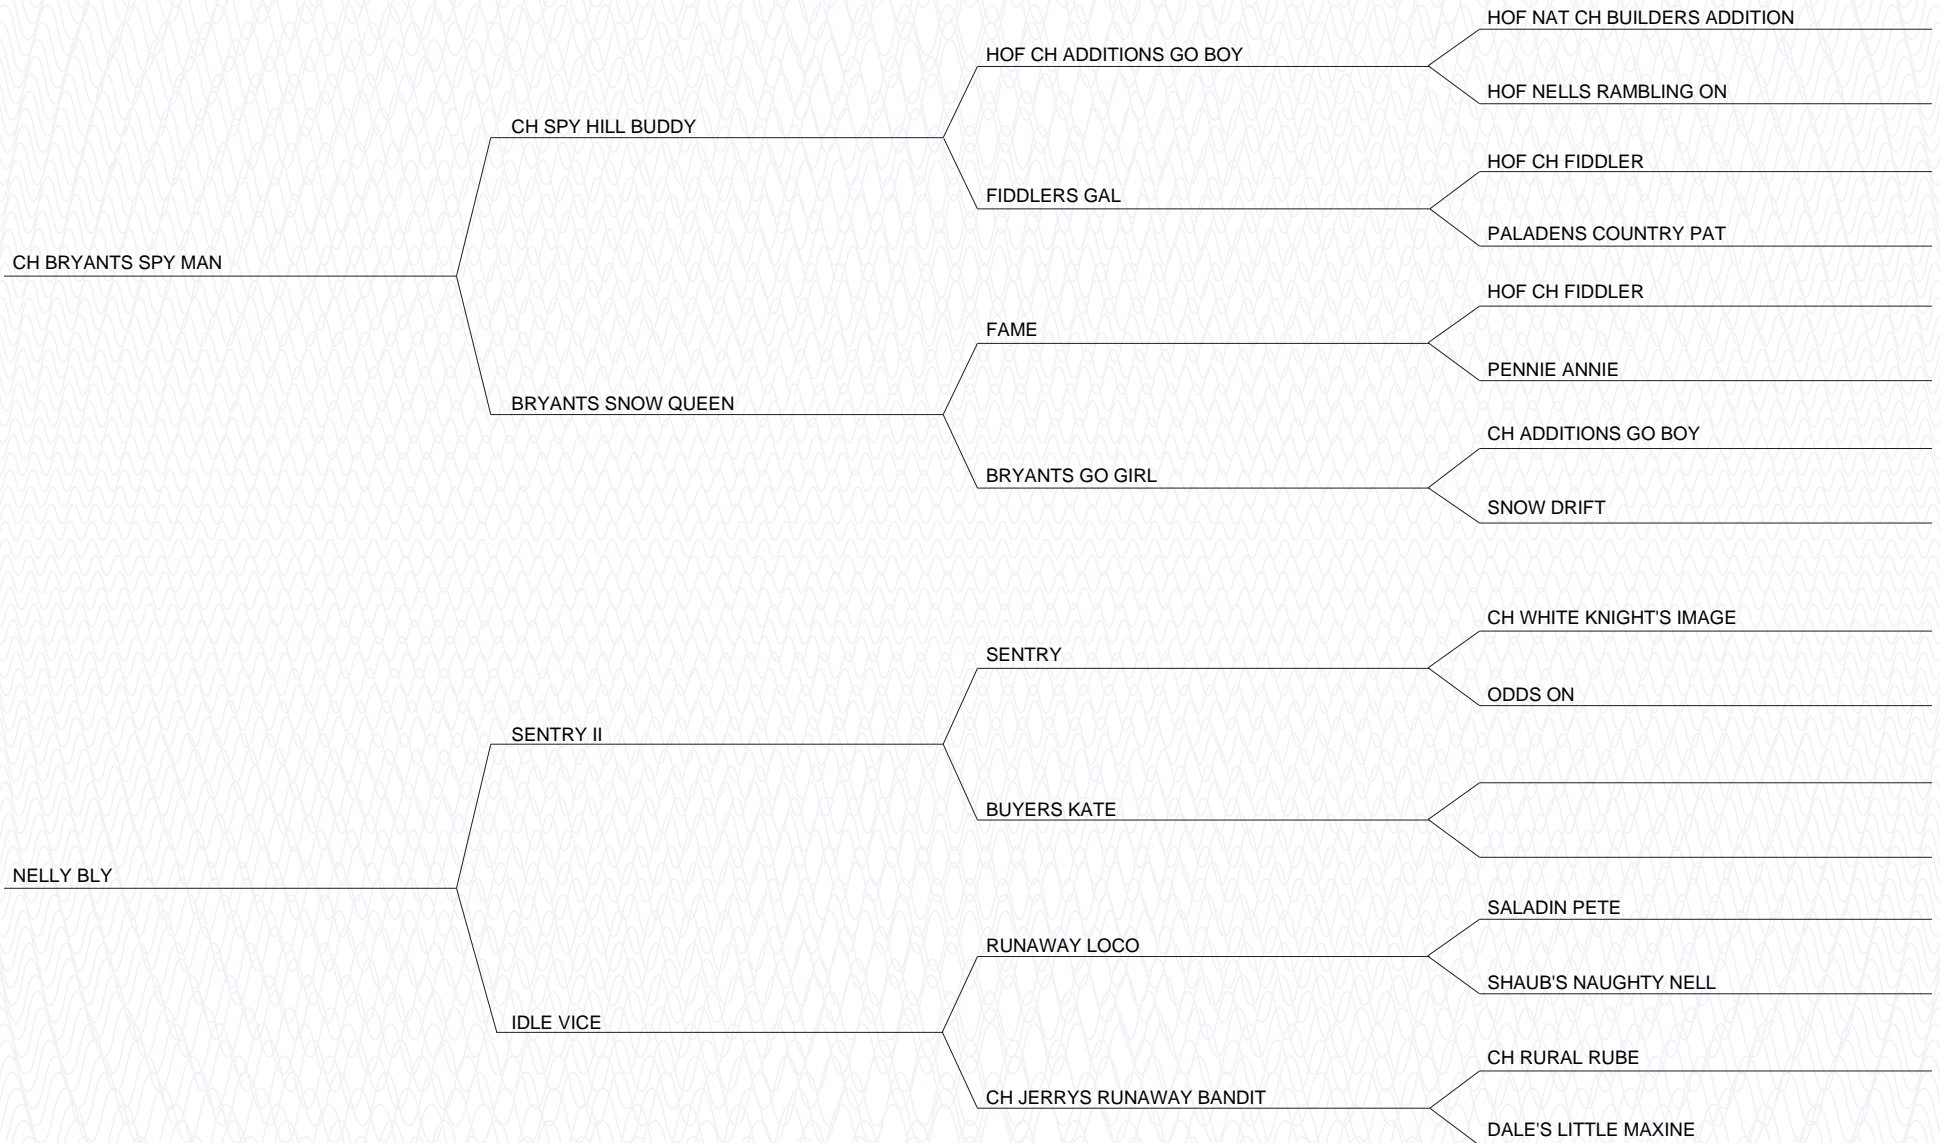 HOF NAT CH BUILDERS ADDITION
HOF CH ADDITIONS GO BOY
HOF NELLS RAMBLING ON
CH SPY HILL BUDDY
HOF CH FIDDLER
FIDDLERS GAL
PALADENS COUNTRY PAT
CH BRYANTS SPY MAN
HOF CH FIDDLER
FAME
PENNIE ANNIE
BRYANTS SNOW QUEEN
CH ADDITIONS GO BOY
BRYANTS GO GIRL
SNOW DRIFT
CH WHITE KNIGHT'S IMAGE
SENTRY
ODDS ON
SENTRY II
BUYERS KATE
NELLY BLY
SALADIN PETE
RUNAWAY LOCO
SHAUB'S NAUGHTY NELL
IDLE VICE
CH RURAL RUBE
CH JERRYS RUNAWAY BANDIT
DALE'S LITTLE MAXINE